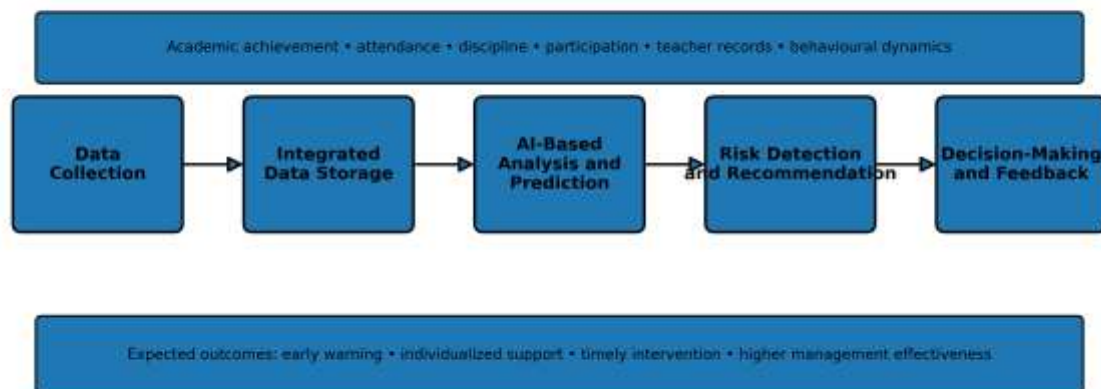 Academic achievement • attendance • discipline • participation • teacher records • behavioural dynamics
Data
Collection
Integrated
Data Storage
AI-Based
Analysis and
Prediction
Risk Detection
and Recommendation
Decision-Making
and Feedback
Expected outcomes: early warning • individualized support • timely intervention • higher management effectiveness